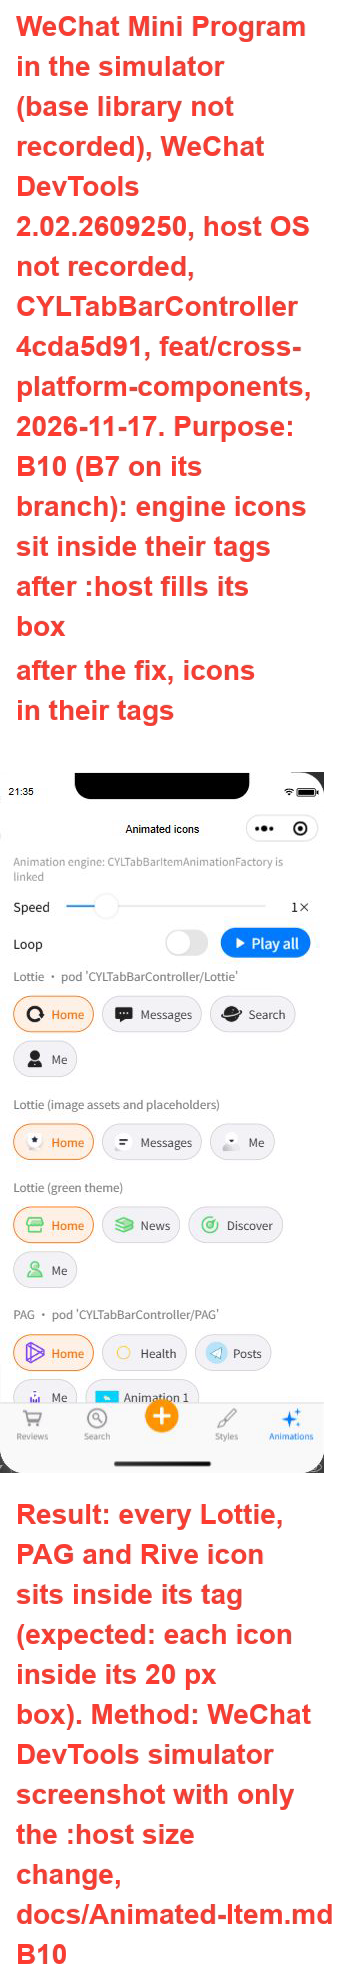 WeChat Mini Program
in the simulator
(base library not
recorded), WeChat
DevTools
2.02.2609250, host OS
not recorded,
CYLTabBarController
4cda5d91, feat/cross-
platform-components,
2026-11-17. Purpose:
B10 (B7 on its
branch): engine icons
sit inside their tags
after :host fills its
box
after the fix, icons
in their tags
21:35
Animated icons
Animation engine: CYLTabBarItemAnimationFactory is
linked
Speed 1×
Loop Play all
Lottie • pod 'CYLTabBarController/Lottie'
Home Messages Search
Me
Lottie (image assets and placeholders)
Home Messages Me
Lottie (green theme)
Home News Discover
Me
PAG • pod 'CYLTabBarController/PAG'
Home Health Posts
Me Animation 1
Reviews Search Styles Animations
Result: every Lottie,
PAG and Rive icon
sits inside its tag
(expected: each icon
inside its 20 px
box). Method: WeChat
DevTools simulator
screenshot with only
the :host size
change,
docs/Animated-Item.md
B10